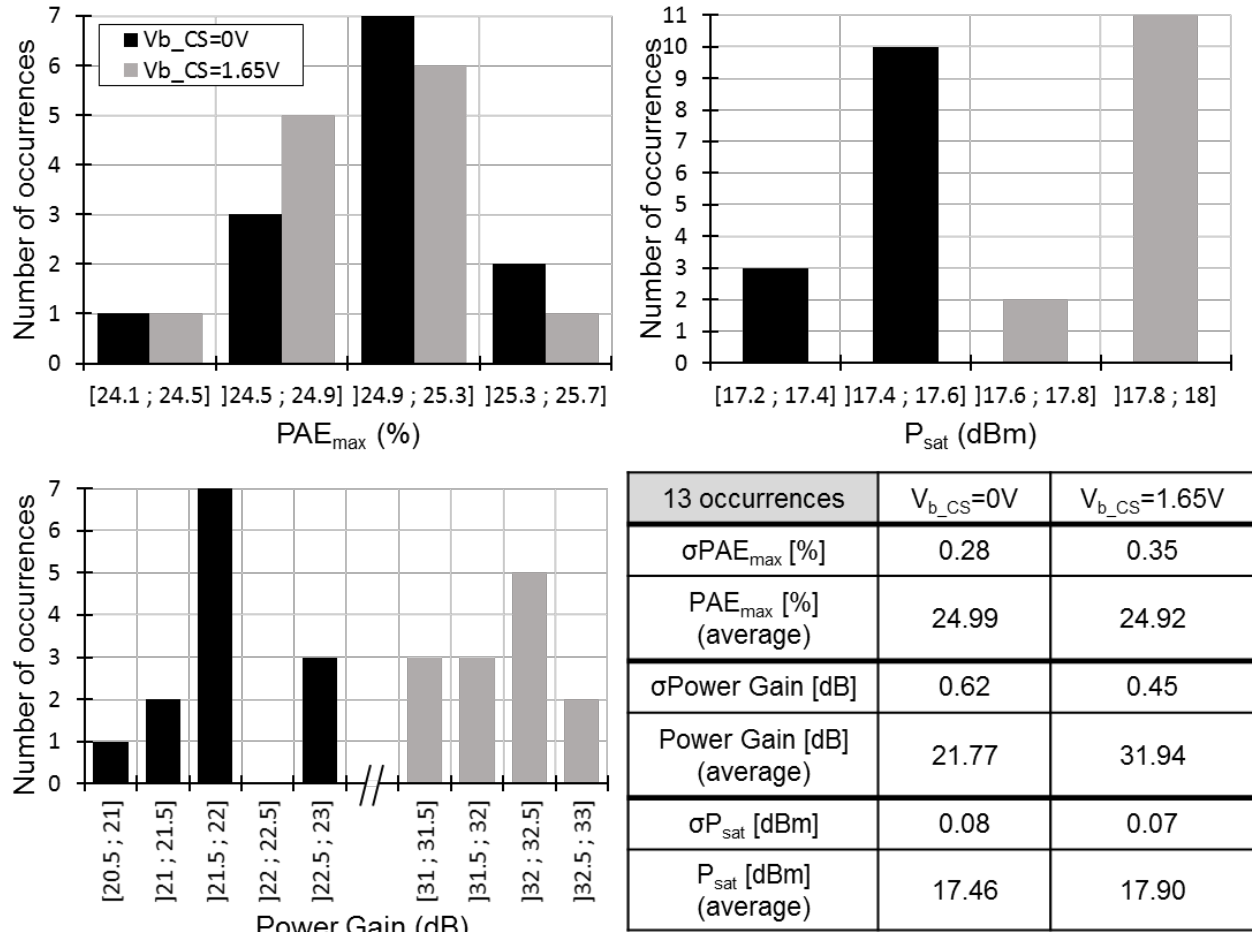 Number of occurrences
7
6
5
4
3
2
1
0
Vb_CS=0V
Vb_CS=1.65V
[24.1 ; 24.5] ]24.5 ; 24.9] ]24.9 ; 25.3] ]25.3 ; 25.7]
PAEmax (%)
Number of occurrences
11
10
9
8
7
6
5
4
3
2
1
0
[17.2 ; 17.4] ]17.4 ; 17.6] ]17.6 ; 17.8] ]17.8 ; 18]
Psat (dBm)
Number of occurrences
7
6
5
4
3
2
1
0
[20.5 ; 21]
]21 ; 21.5]
]21.5 ; 22]
]22 ; 22.5]
]22.5 ; 23]
//
[31 ; 31.5]
]31.5 ; 32]
]32 ; 32.5]
]32.5 ; 33]
Power Gain (dB)
13 occurrences Vb_CS=0V Vb_CS=1.65V
σPAEmax [%] 0.28 0.35
PAEmax [%]
(average) 24.99 24.92
σPower Gain [dB] 0.62 0.45
Power Gain [dB]
(average) 21.77 31.94
σPsat [dBm] 0.08 0.07
Psat [dBm]
(average) 17.46 17.90